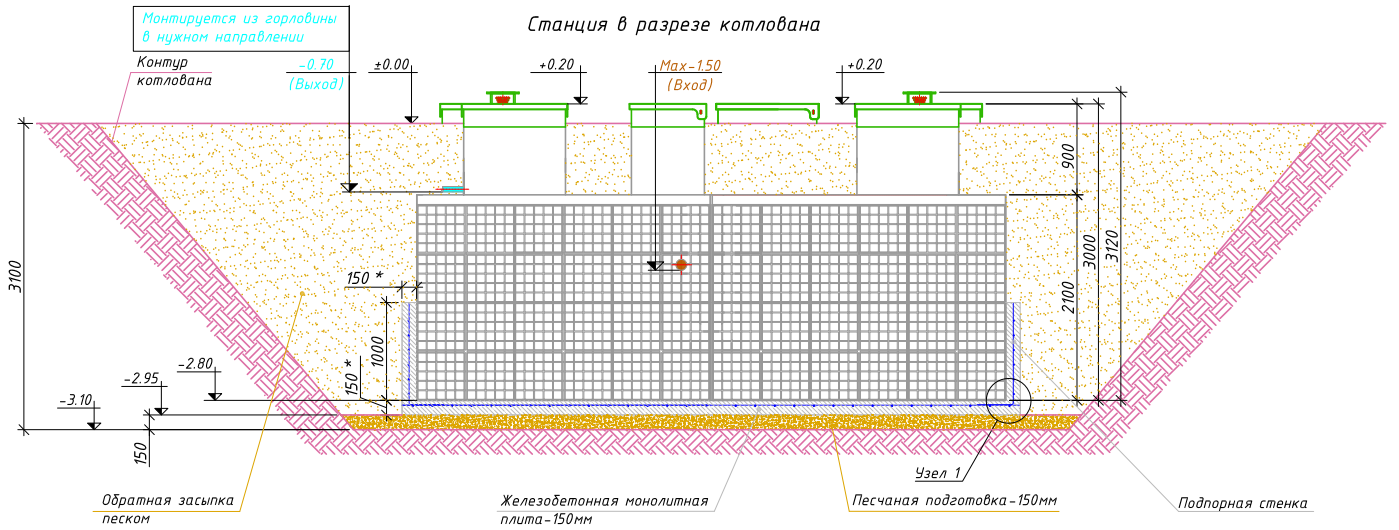 Станция в разрезе котлована
Монтируется из горловины
в нужном направлении
Контур
котлована
-0.70
(Выход)
±0.00
+0.20
Max-1.50
(Вход)
+0.20
900
3000
3120
2100
3100
150 *
1000
150 *
-2.80
-2.95
-3.10
150
Узел 1
Обратная засыпка
песком
Железобетонная монолитная
плита-150мм
Песчаная подготовка-150мм
Подпорная стенка